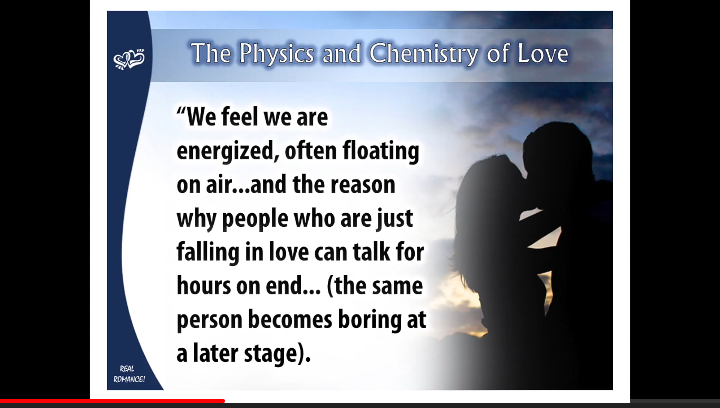 The Physics and Chemistry of Love
“We feel we are
energized, often floating
on air...and the reason
why people who are just
falling in love can talk for
hours on end... (the same
person becomes boring at
a later stage).
REAL
ROMANCE!